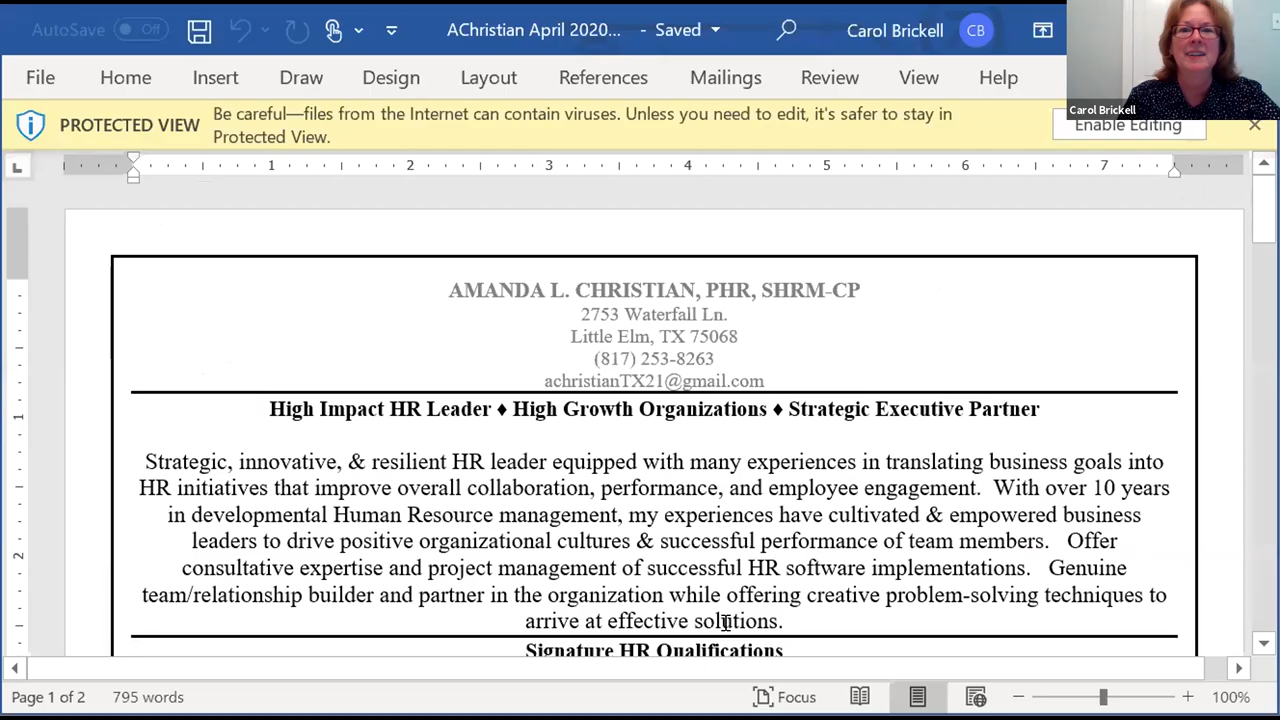 AutoSave Off AChristian April 2020... - Saved Carol Brickell CB
File Home Insert Draw Design Layout References Mailings Review View Help
Carol Brickell
PROTECTED VIEW Be careful—files from the Internet can contain viruses. Unless you need to edit, it's safer to stay in
Protected View.
Enable Editing
L 1 2 3 4 5 6 7
AMANDA L. CHRISTIAN, PHR, SHRM-CP
2753 Waterfall Ln.
Little Elm, TX 75068
(817) 253-8263
achristianTX21@gmail.com
1
High Impact HR Leader ♦ High Growth Organizations ♦ Strategic Executive Partner
Strategic, innovative, & resilient HR leader equipped with many experiences in translating business goals into
HR initiatives that improve overall collaboration, performance, and employee engagement. With over 10 years
in developmental Human Resource management, my experiences have cultivated & empowered business
leaders to drive positive organizational cultures & successful performance of team members. Offer
2
consultative expertise and project management of successful HR software implementations. Genuine
team/relationship builder and partner in the organization while offering creative problem-solving techniques to
arrive at effective solutions.
Signature HR Qualifications
Page 1 of 2 795 words Focus 100%